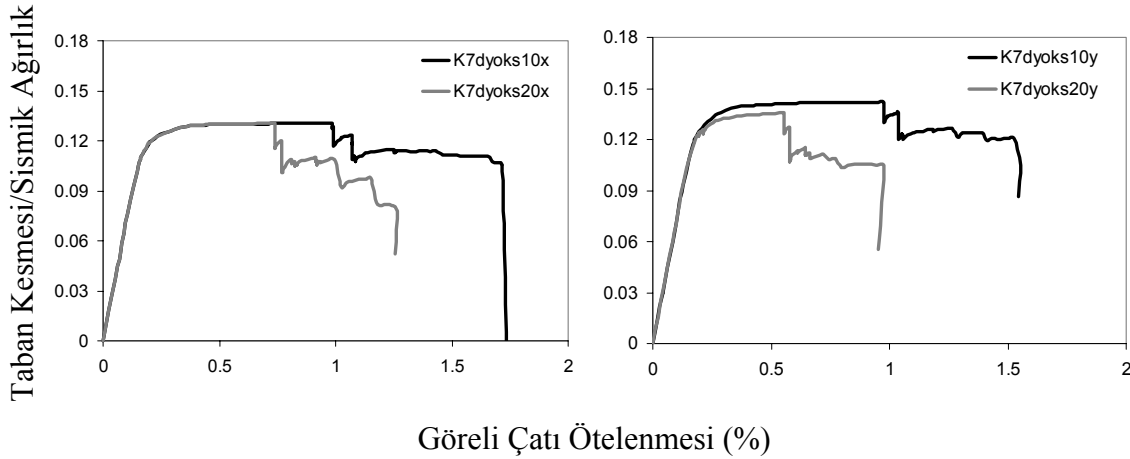 Taban Kesmesi/Sismik Ağırlık
0.18
0.15
0.12
0.09
0.06
0.03
0
0 0.5 1 1.5 2
K7dyoks10x
K7dyoks20x
0.18
0.15
0.12
0.09
0.06
0.03
0
0 0.5 1 1.5 2
K7dyoks10y
K7dyoks20y
Göreli Çatı Ötelenmesi (%)